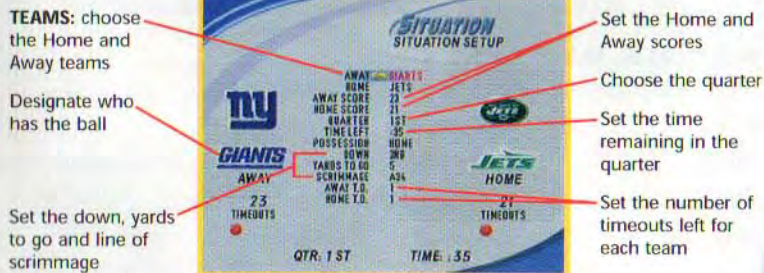 TEAMS: choose
the Home and
Away teams
Designate who
has the ball
Set the down, yards
to go and line of
scrimmage
SITUATION
SITUATION SETUP
AWAY GIANTS
HOME JETS
AWAY SCORE 23
HOME SCORE 21
QUARTER 1ST
TIME LEFT :35
POSSESSION HOME
DOWN 2ND
YARDS TO GO 5
SCRIMMAGE A34
AWAY T.O. 1
HOME T.O. 1
ny
GIANTS
AWAY
23
TIMEOUTS
JETS
JETS
HOME
21
TIMEOUTS
QTR: 1 ST TIME: :35
Set the Home and
Away scores
Choose the quarter
Set the time
remaining in the
quarter
Set the number of
timeouts left for
each team